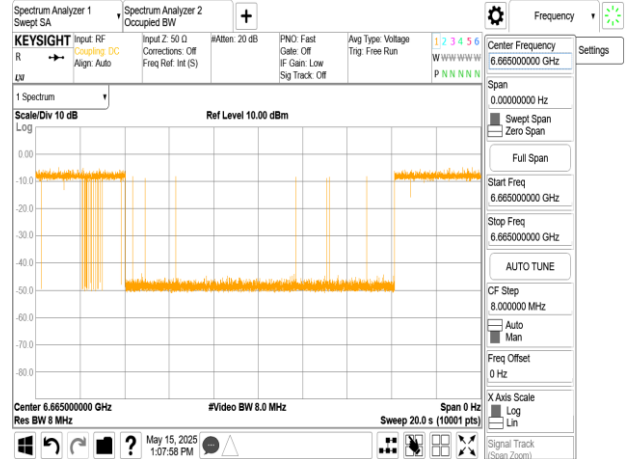 Spectrum Analyzer 1
Swept SA
Spectrum Analyzer 2
Occupied BW
+
Frequency
KEYSIGHT
R
LXI
Input: RF
Coupling: DC
Align: Auto
Input Z: 50 Ω
Corrections: Off
Freq Ref: Int (S)
#Atten: 20 dB
PNO: Fast
Gate: Off
IF Gain: Low
Sig Track: Off
Avg Type: Voltage
Trig: Free Run
1 2 3 4 5 6
W W W W W W
P N N N N N
Center Frequency
6.665000000 GHz
Settings
Span
0.00000000 Hz
Swept Span
Zero Span
Full Span
Start Freq
6.665000000 GHz
Stop Freq
6.665000000 GHz
AUTO TUNE
CF Step
8.000000 MHz
Auto
Man
Freq Offset
0 Hz
X Axis Scale
Log
Lin
Signal Track
(Span Zoom)
1 Spectrum
Scale/Div 10 dB
Ref Level 10.00 dBm
Log
0.00
-10.0
-20.0
-30.0
-40.0
-50.0
-60.0
-70.0
-80.0
Center 6.665000000 GHz
#Video BW 8.0 MHz
Span 0 Hz
Res BW 8 MHz
Sweep 20.0 s (10001 pts)
?
May 15, 2025
1:07:58 PM